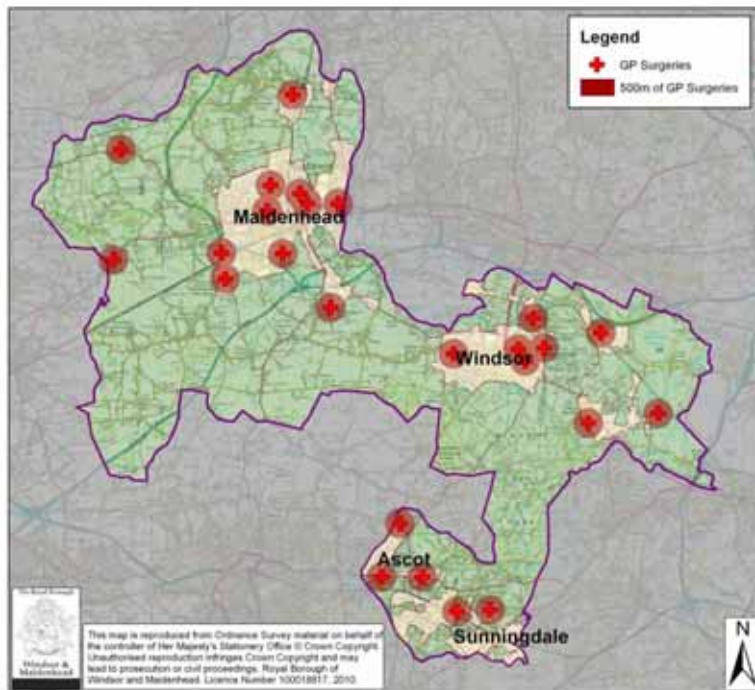 Legend
GP Surgeries
500m of GP Surgeries
Maidenhead
Windsor
Ascot
Sunningdale
N
Windsor &
Maidenhead
This map is reproduced from Ordnance Survey material on behalf of
the controller of Her Majesty's Stationery Office © Crown Copyright.
Unauthorised reproduction infringes Crown Copyright and may
lead to prosecution or civil proceedings. Royal Borough of
Windsor and Maidenhead. Licence Number 100018817, 2010.